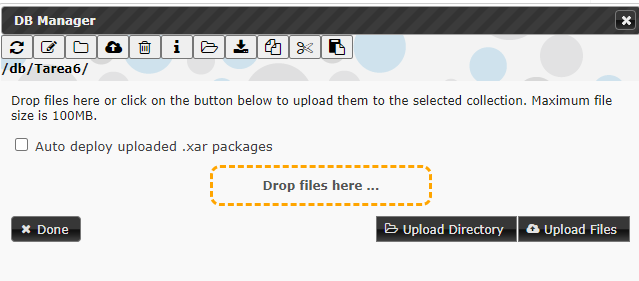 DB Manager
/db/Tarea6/
Drop files here or click on the button below to upload them to the selected collection. Maximum file
size is 100MB.
Auto deploy uploaded .xar packages
Drop files here ...
Done Upload Directory Upload Files